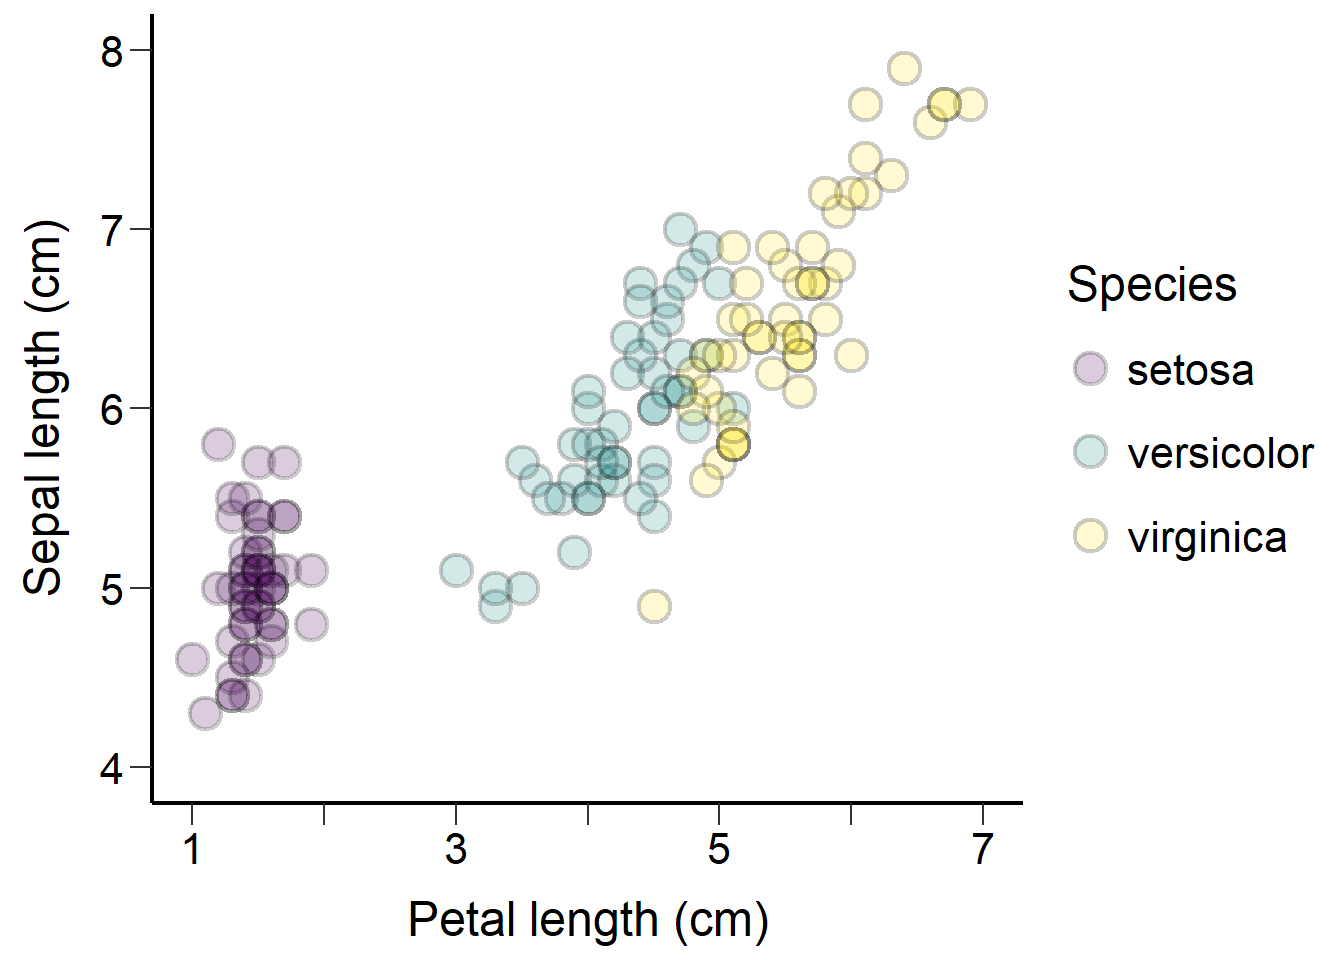 8
7
6
5
4
Sepal length (cm)
1 3 5 7
Petal length (cm)
Species
setosa
versicolor
virginica